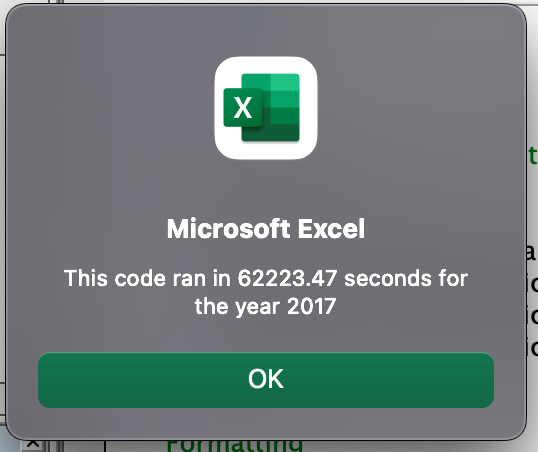 X
Microsoft Excel
This code ran in 62223.47 seconds for
the year 2017
OK
Formatting